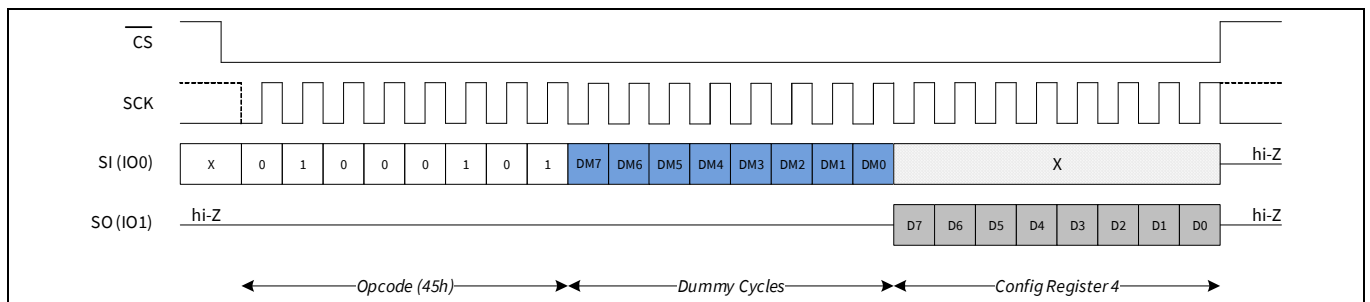 CS
SCK
SI (IO0) X 0 1 0 0 0 1 0 1 DM7 DM6 DM5 DM4 DM3 DM2 DM1 DM0 X hi-Z
SO (IO1) hi-Z D7 D6 D5 D4 D3 D2 D1 D0 hi-Z
Opcode (45h) Dummy Cycles Config Register 4